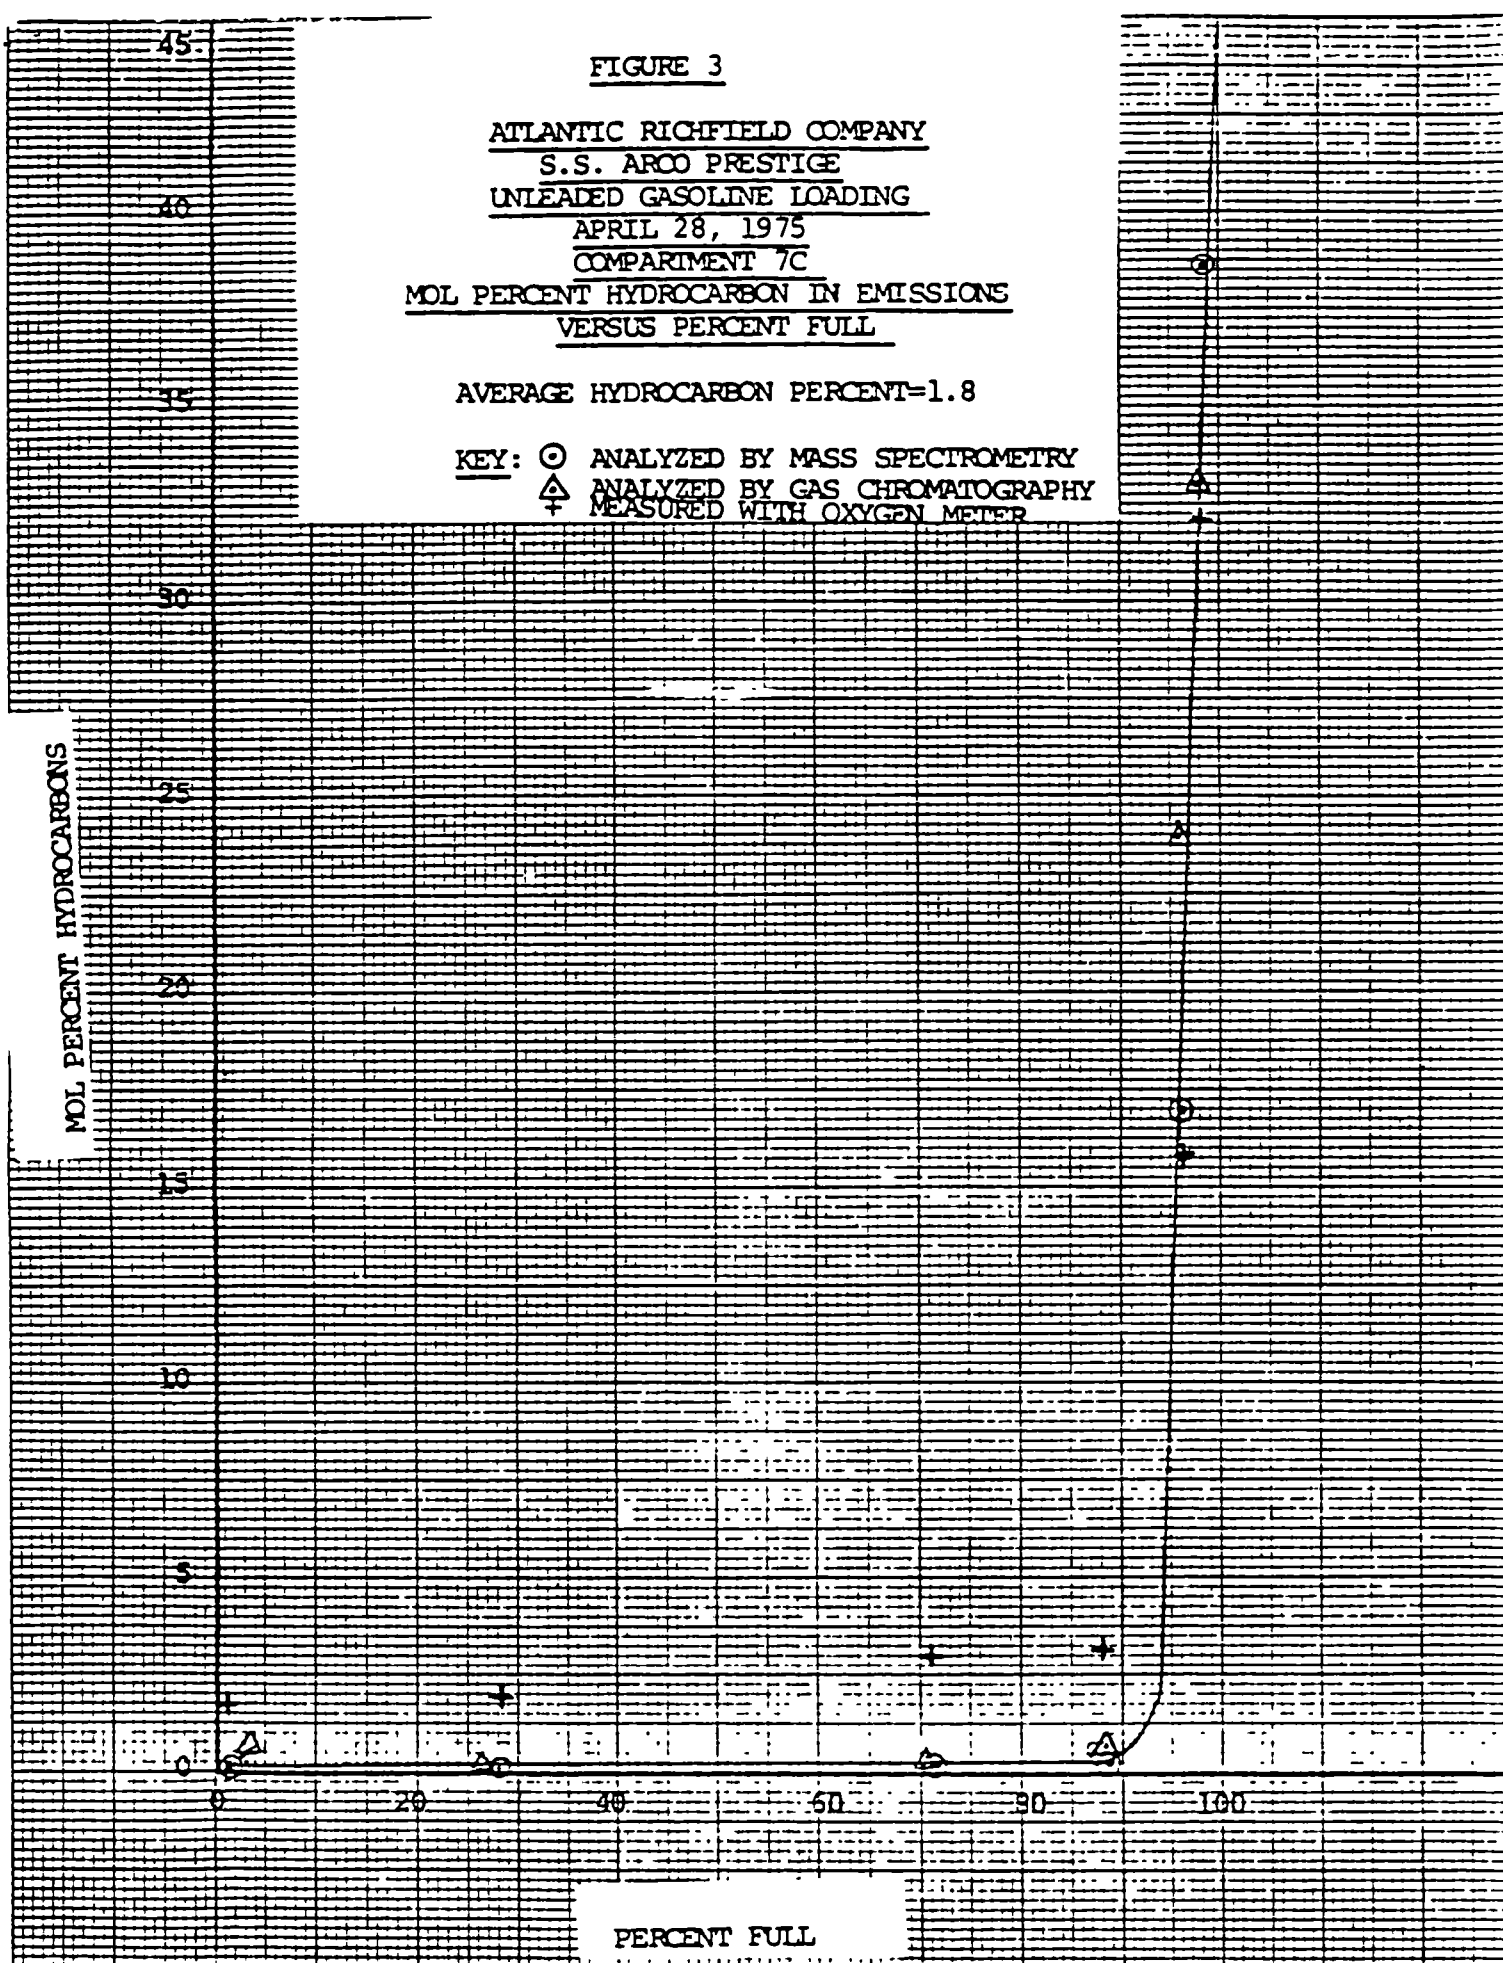 FIGURE 3
ATLANTIC RICHFIELD COMPANY
S.S. ARCO PRESTIGE
UNLEADED GASOLINE LOADING
APRIL 28, 1975
COMPARTMENT 7C
MOL PERCENT HYDROCARBON IN EMISSIONS
VERSUS PERCENT FULL
AVERAGE HYDROCARBON PERCENT=1.8
KEY: ⊙ ANALYZED BY MASS SPECTROMETRY
△ ANALYZED BY GAS CHROMATOGRAPHY
+ MEASURED WITH OXYGEN METER
45
40
35
30
25
20
15
10
5
0
MOL PERCENT HYDROCARBONS
0 20 40 60 80 100
PERCENT FULL